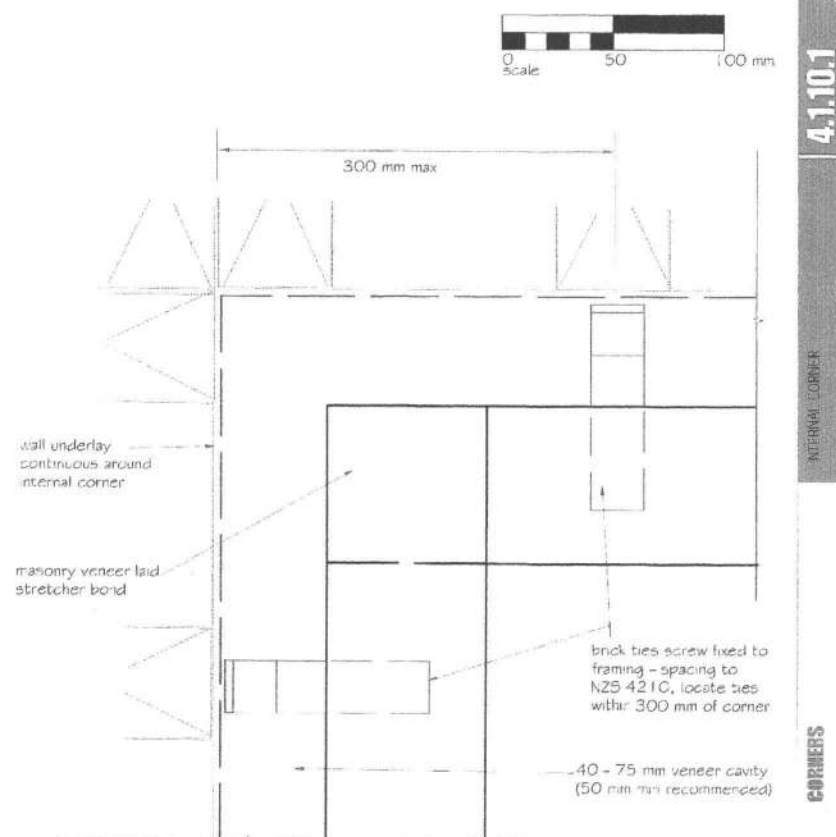 0 50 100 mm
scale
4.1.10.1
300 mm max
INTERNAL CORNER
wall underlay
continuous around
internal corner
masonry veneer laid
stretcher bond
brick ties screw fixed to
framing - spacing to
NZS 4210, locate ties
within 300 mm of corner
40 - 75 mm veneer cavity
(50 mm min recommended)
CORNERS